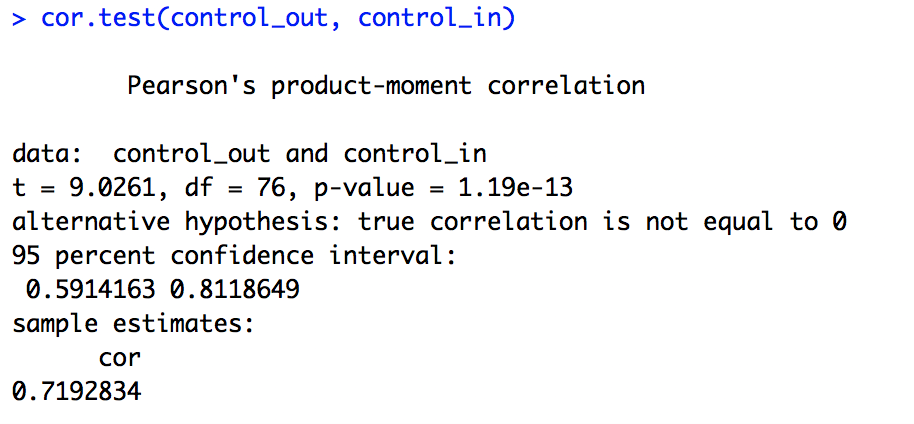 > cor.test(control_out, control_in)
Pearson's product-moment correlation
data:  control_out and control_in
t = 9.0261, df = 76, p-value = 1.19e-13
alternative hypothesis: true correlation is not equal to 0
95 percent confidence interval:
0.5914163 0.8118649
sample estimates:
cor
0.7192834